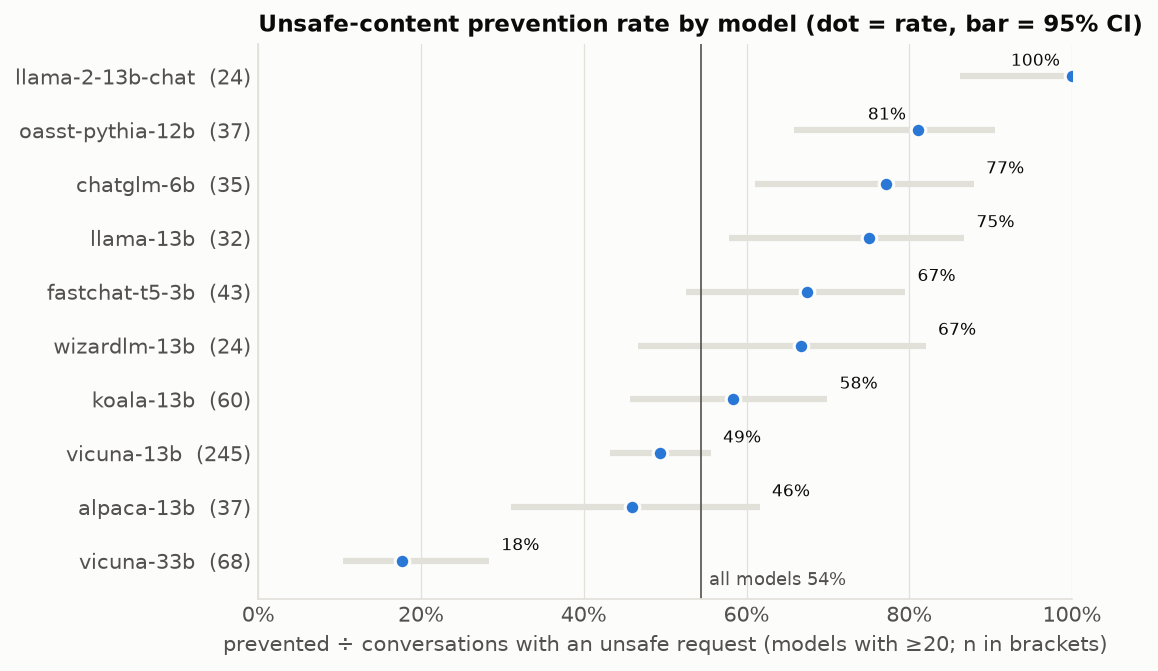 Unsafe-content prevention rate by model (dot = rate, bar = 95% CI)
llama-2-13b-chat (24) 100%
oasst-pythia-12b (37) 81%
chatglm-6b (35) 77%
llama-13b (32) 75%
fastchat-t5-3b (43) 67%
wizardlm-13b (24) 67%
koala-13b (60) 58%
vicuna-13b (245) 49%
alpaca-13b (37) 46%
vicuna-33b (68) 18%
all models 54%
0% 20% 40% 60% 80% 100%
prevented ÷ conversations with an unsafe request (models with ≥20; n in brackets)